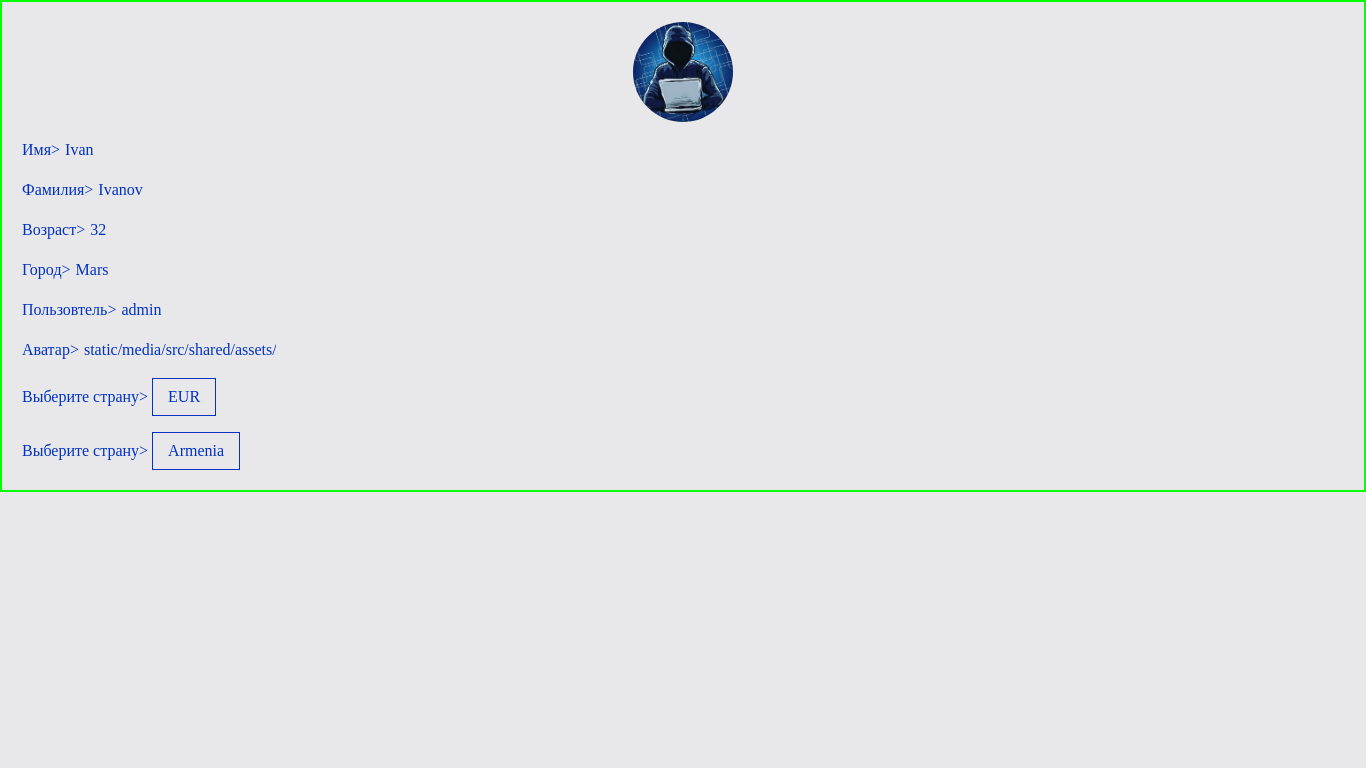 Имя> Ivan
Фамилия> Ivanov
Возраст> 32
Город> Mars
Пользовтель> admin
Аватар> static/media/src/shared/assets/
Выберите страну> EUR
Выберите страну> Armenia